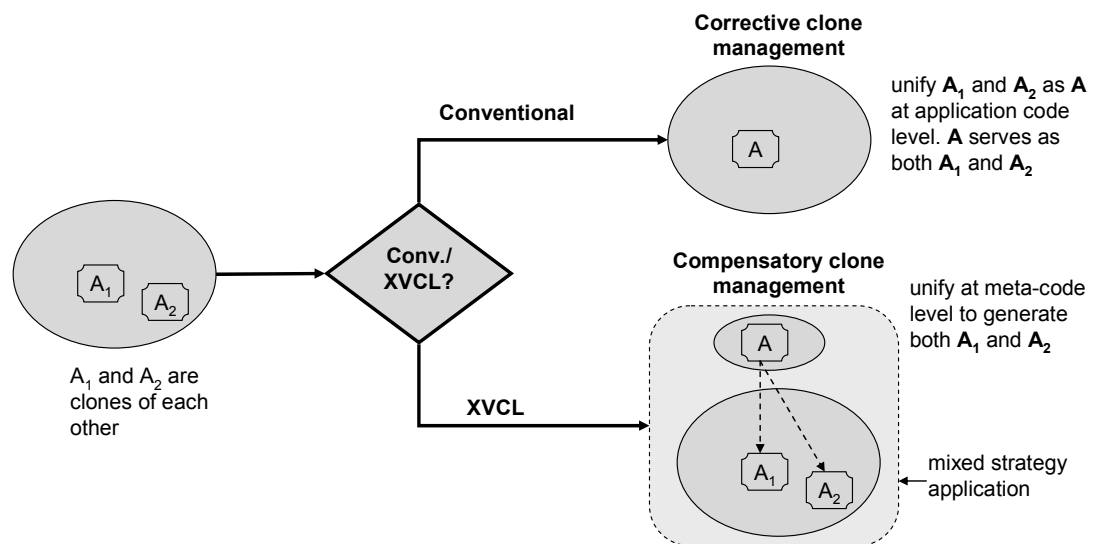 Corrective clone
management
unify A₁ and A₂ as A
at application code
level. A serves as
both A₁ and A₂
Conventional
A
Conv./
XVCL?
A₁
A₂
A₁ and A₂ are
clones of each
other
Compensatory clone
management
unify at meta-code
level to generate
both A₁ and A₂
A
XVCL
A₁
A₂
mixed strategy
application